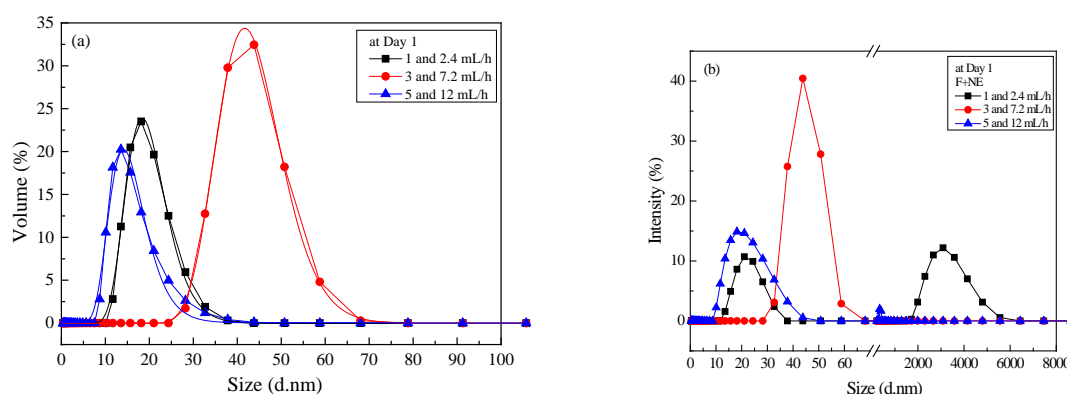 (a)
at Day 1
1 and 2.4 mL/h
3 and 7.2 mL/h
5 and 12 mL/h
Volume (%)
35
30
25
20
15
10
5
0
0 10 20 30 40 50 60 70 80 90 100
Size (d.nm)
(b)
at Day 1
F+NE
1 and 2.4 mL/h
3 and 7.2 mL/h
5 and 12 mL/h
Intensity (%)
40
30
20
10
0
0 10 20 30 40 50 60 2000 4000 6000 8000
Size (d.nm)